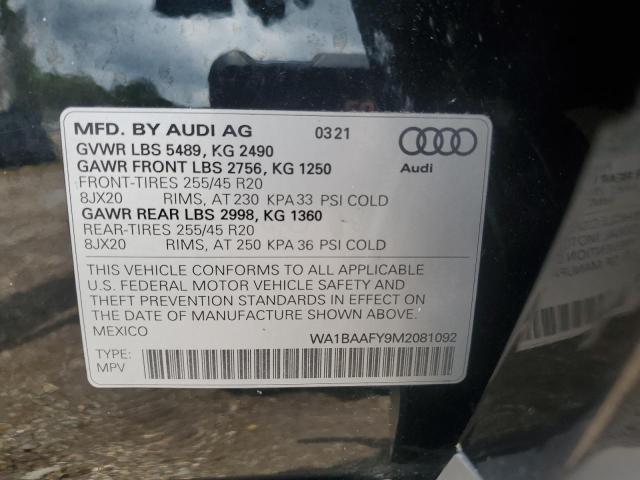 MFD. BY AUDI AG 03 21
GVWR LBS 5489, KG 2490
GAWR FRONT LBS 2756, KG 1250
FRONT-TIRES 255/45 R20
8JX20 RIMS, AT 230 KPA 33 PSI COLD
GAWR REAR LBS 2998, KG 1360
REAR-TIRES 255/45 R20
8JX20 RIMS, AT 250 KPA 36 PSI COLD
Audi
THIS VEHICLE CONFORMS TO ALL APPLICABLE
U.S. FEDERAL MOTOR VEHICLE SAFETY AND
THEFT PREVENTION STANDARDS IN EFFECT ON
THE DATE OF MANUFACTURE SHOWN ABOVE.
MEXICO
WA1BAAFY9M2081092
TYPE:
MPV